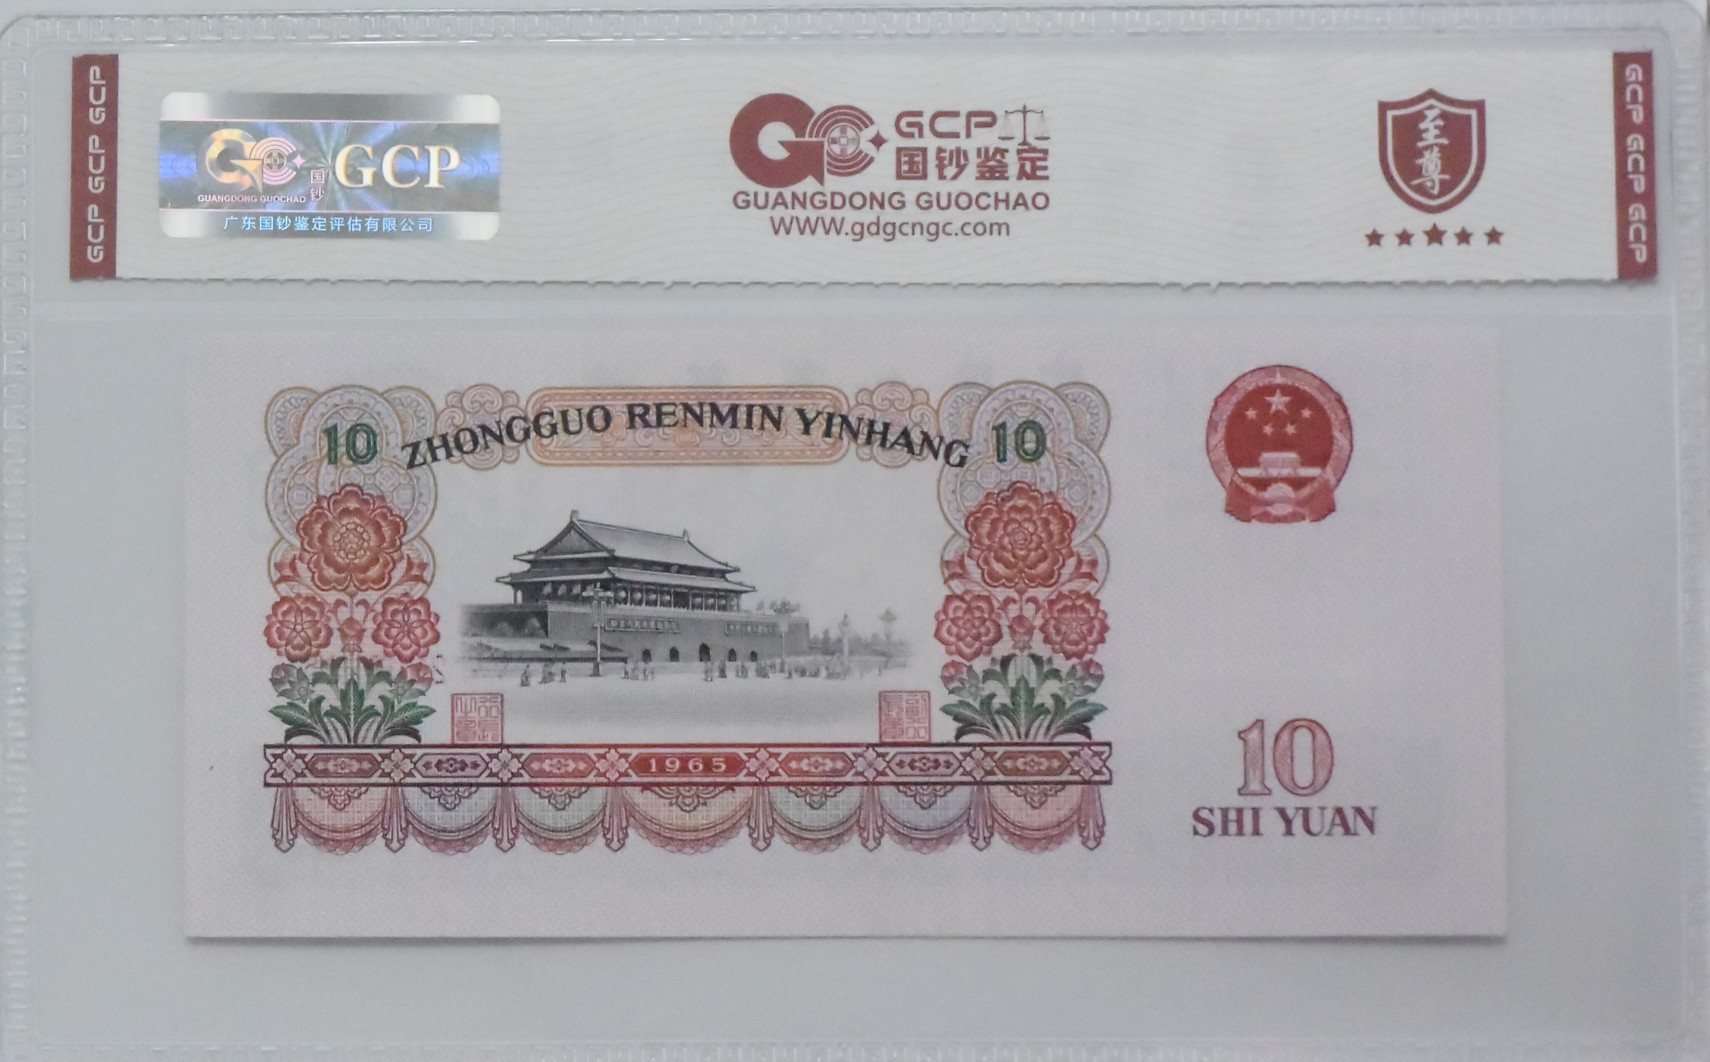 GCP GCP GCP
GCP
国钞
GUANGDONG GUOCHAO
广东国钞鉴定评估有限公司
GCP
国钞鉴定
GUANGDONG GUOCHAO
WWW.gdgcngc.com
至尊
GCP GCP GCP
10 ZHONGGUO RENMIN YINHANG 10
1965
10
SHI YUAN